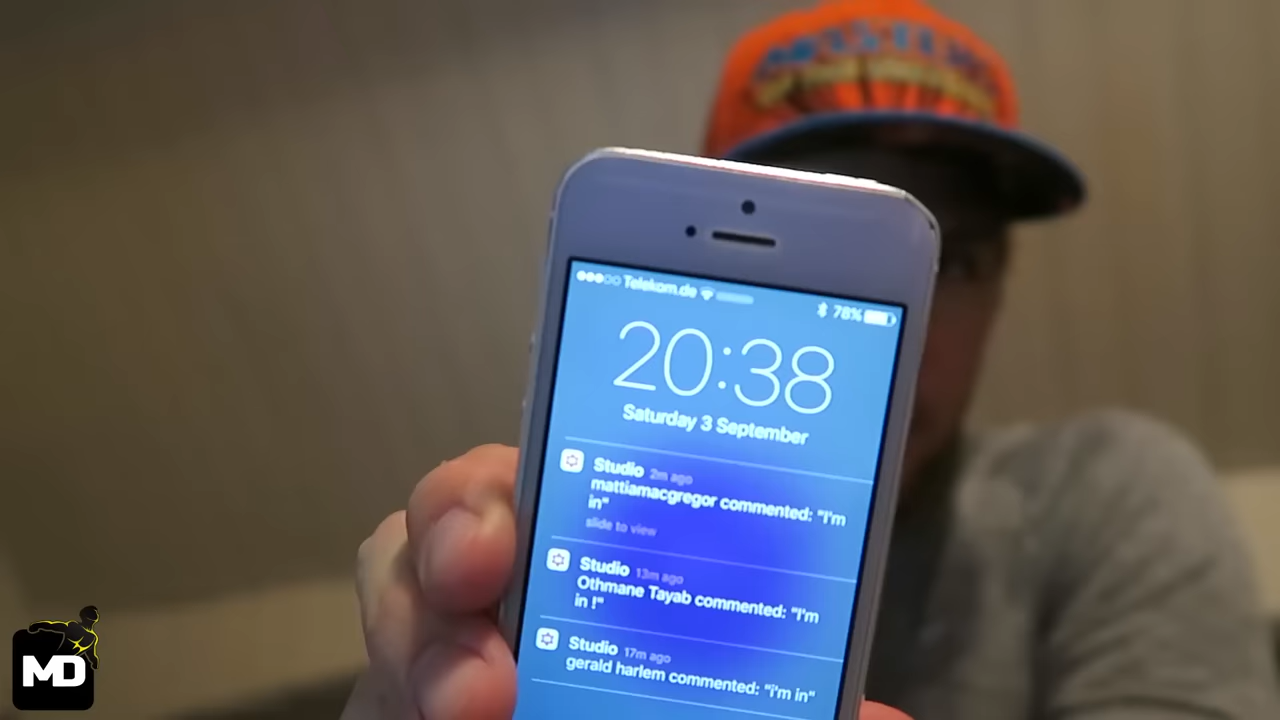 Telekom.de
78%
20:38
Saturday 3 September
Studio 2m ago
mattiamacgregor commented: "I'm
in"
slide to view
Studio 13m ago
Othmane Tayab commented: "I'm
in !"
Studio 17m ago
gerald harlem commented: "i'm in"
MD